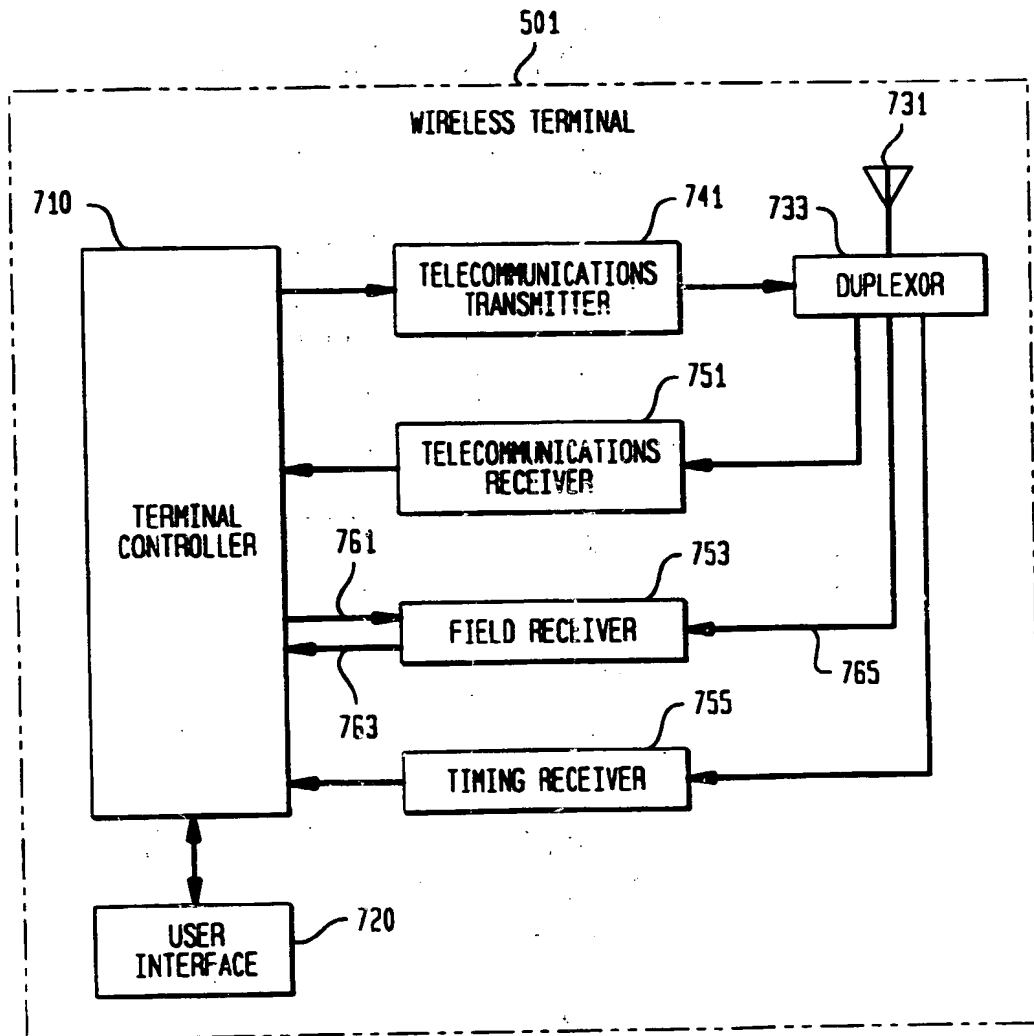 501
WIRELESS TERMINAL
731
710
741
733
TELECOMMUNICATIONS
TRANSMITTER
DUPLEXOR
751
TELECOMMUNICATIONS
RECEIVER
TERMINAL
CONTROLLER
761
753
FIELD RECEIVER
763
765
755
TIMING RECEIVER
USER
INTERFACE
720